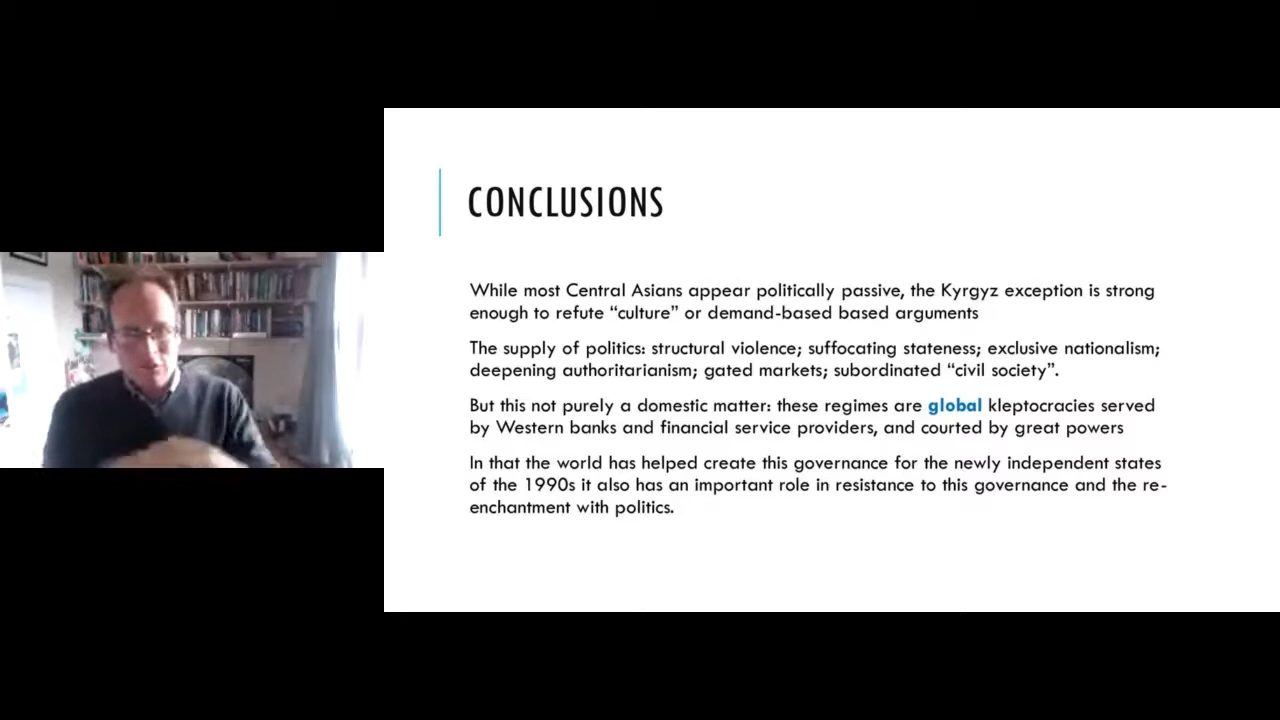 CONCLUSIONS
While most Central Asians appear politically passive, the Kyrgyz exception is strong
enough to refute “culture” or demand-based based arguments
The supply of politics: structural violence; suffocating stateness; exclusive nationalism;
deepening authoritarianism; gated markets; subordinated “civil society”.
But this not purely a domestic matter: these regimes are global kleptocracies served
by Western banks and financial service providers, and courted by great powers
In that the world has helped create this governance for the newly independent states
of the 1990s it also has an important role in resistance to this governance and the re-
enchantment with politics.